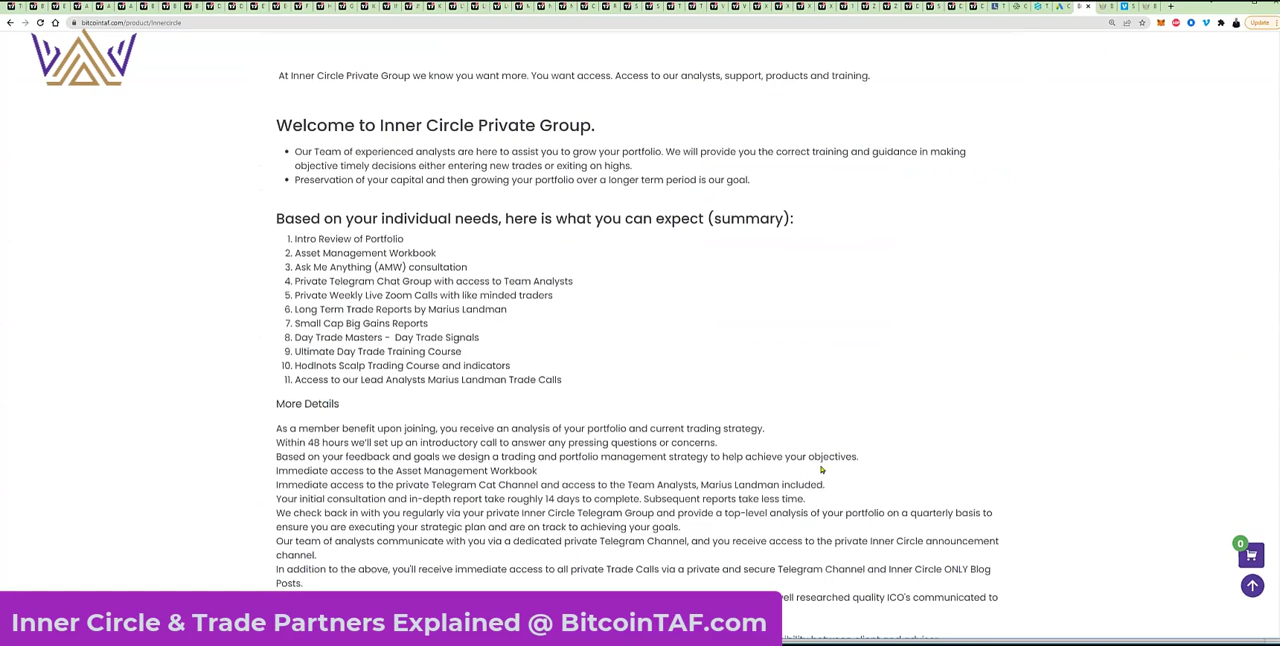 bitcointaf.com/product/innercircle
Update
At Inner Circle Private Group we know you want more. You want access. Access to our analysts, support, products and training.
Welcome to Inner Circle Private Group.
• Our Team of experienced analysts are here to assist you to grow your portfolio. We will provide you the correct training and guidance in making
objective timely decisions either entering new trades or exiting on highs.
• Preservation of your capital and then growing your portfolio over a longer term period is our goal.
Based on your individual needs, here is what you can expect (summary):
1. Intro Review of Portfolio
2. Asset Management Workbook
3. Ask Me Anything (AMW) consultation
4. Private Telegram Chat Group with access to Team Analysts
5. Private Weekly Live Zoom Calls with like minded traders
6. Long Term Trade Reports by Marius Landman
7. Small Cap Big Gains Reports
8. Day Trade Masters - Day Trade Signals
9. Ultimate Day Trade Training Course
10. Hodlnots Scalp Trading Course and indicators
11. Access to our Lead Analysts Marius Landman Trade Calls
More Details
As a member benefit upon joining, you receive an analysis of your portfolio and current trading strategy.
Within 48 hours we'll set up an introductory call to answer any pressing questions or concerns.
Based on your feedback and goals we design a trading and portfolio management strategy to help achieve your objectives.
Immediate access to the Asset Management Workbook
Immediate access to the private Telegram Cat Channel and access to the Team Analysts, Marius Landman included.
Your initial consultation and in-depth report take roughly 14 days to complete. Subsequent reports take less time.
We check back in with you regularly via your private Inner Circle Telegram Group and provide a top-level analysis of your portfolio on a quarterly basis to
ensure you are executing your strategic plan and are on track to achieving your goals.
Our team of analysts communicate with you via a dedicated private Telegram Channel, and you receive access to the private Inner Circle announcement
channel.
In addition to the above, you'll receive immediate access to all private Trade Calls via a private and secure Telegram Channel and Inner Circle ONLY Blog
Posts.
researched quality ICO's communicated to
between client and
0
Inner Circle & Trade Partners Explained @ BitcoinTAF.com